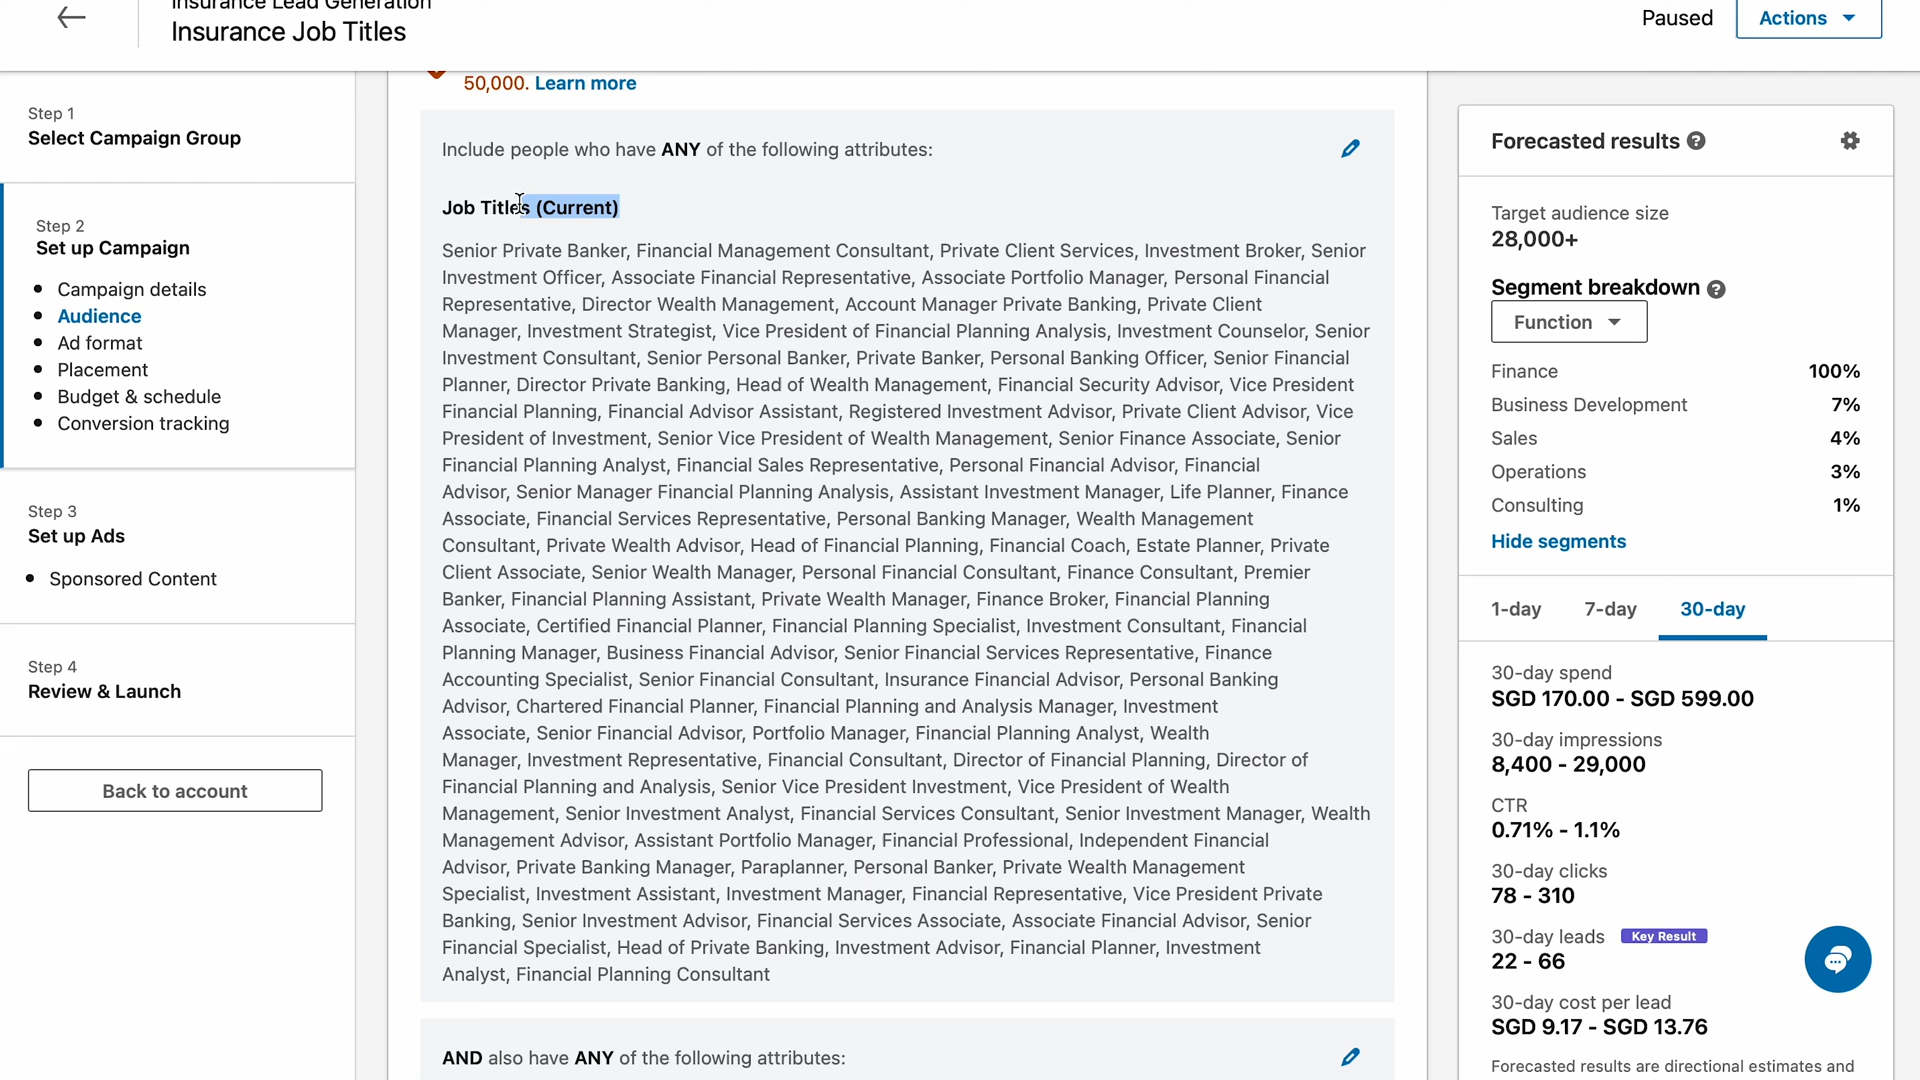 Insurance Lead Generation
Insurance Job Titles
Paused
Actions
Step 1
Select Campaign Group
Step 2
Set up Campaign
Campaign details
Audience
Ad format
Placement
Budget & schedule
Conversion tracking
Step 3
Set up Ads
Sponsored Content
Step 4
Review & Launch
Back to account
50,000. Learn more
Include people who have ANY of the following attributes:
Job Titles (Current)
Senior Private Banker, Financial Management Consultant, Private Client Services, Investment Broker, Senior
Investment Officer, Associate Financial Representative, Associate Portfolio Manager, Personal Financial
Representative, Director Wealth Management, Account Manager Private Banking, Private Client
Manager, Investment Strategist, Vice President of Financial Planning Analysis, Investment Counselor, Senior
Investment Consultant, Senior Personal Banker, Private Banker, Personal Banking Officer, Senior Financial
Planner, Director Private Banking, Head of Wealth Management, Financial Security Advisor, Vice President
Financial Planning, Financial Advisor Assistant, Registered Investment Advisor, Private Client Advisor, Vice
President of Investment, Senior Vice President of Wealth Management, Senior Finance Associate, Senior
Financial Planning Analyst, Financial Sales Representative, Personal Financial Advisor, Financial
Advisor, Senior Manager Financial Planning Analysis, Assistant Investment Manager, Life Planner, Finance
Associate, Financial Services Representative, Personal Banking Manager, Wealth Management
Consultant, Private Wealth Advisor, Head of Financial Planning, Financial Coach, Estate Planner, Private
Client Associate, Senior Wealth Manager, Personal Financial Consultant, Finance Consultant, Premier
Banker, Financial Planning Assistant, Private Wealth Manager, Finance Broker, Financial Planning
Associate, Certified Financial Planner, Financial Planning Specialist, Investment Consultant, Financial
Planning Manager, Business Financial Advisor, Senior Financial Services Representative, Finance
Accounting Specialist, Senior Financial Consultant, Insurance Financial Advisor, Personal Banking
Advisor, Chartered Financial Planner, Financial Planning and Analysis Manager, Investment
Associate, Senior Financial Advisor, Portfolio Manager, Financial Planning Analyst, Wealth
Manager, Investment Representative, Financial Consultant, Director of Financial Planning, Director of
Financial Planning and Analysis, Senior Vice President Investment, Vice President of Wealth
Management, Senior Investment Analyst, Financial Services Consultant, Senior Investment Manager, Wealth
Management Advisor, Assistant Portfolio Manager, Financial Professional, Independent Financial
Advisor, Private Banking Manager, Paraplanner, Personal Banker, Private Wealth Management
Specialist, Investment Assistant, Investment Manager, Financial Representative, Vice President Private
Banking, Senior Investment Advisor, Financial Services Associate, Associate Financial Advisor, Senior
Financial Specialist, Head of Private Banking, Investment Advisor, Financial Planner, Investment
Analyst, Financial Planning Consultant
AND also have ANY of the following attributes:
Forecasted results
Target audience size
28,000+
Segment breakdown
Function
Finance 100%
Business Development 7%
Sales 4%
Operations 3%
Consulting 1%
Hide segments
1-day 7-day 30-day
30-day spend
SGD 170.00 - SGD 599.00
30-day impressions
8,400 - 29,000
CTR
0.71% - 1.1%
30-day clicks
78 - 310
30-day leads Key Result
22 - 66
30-day cost per lead
SGD 9.17 - SGD 13.76
Forecasted results are directional estimates and